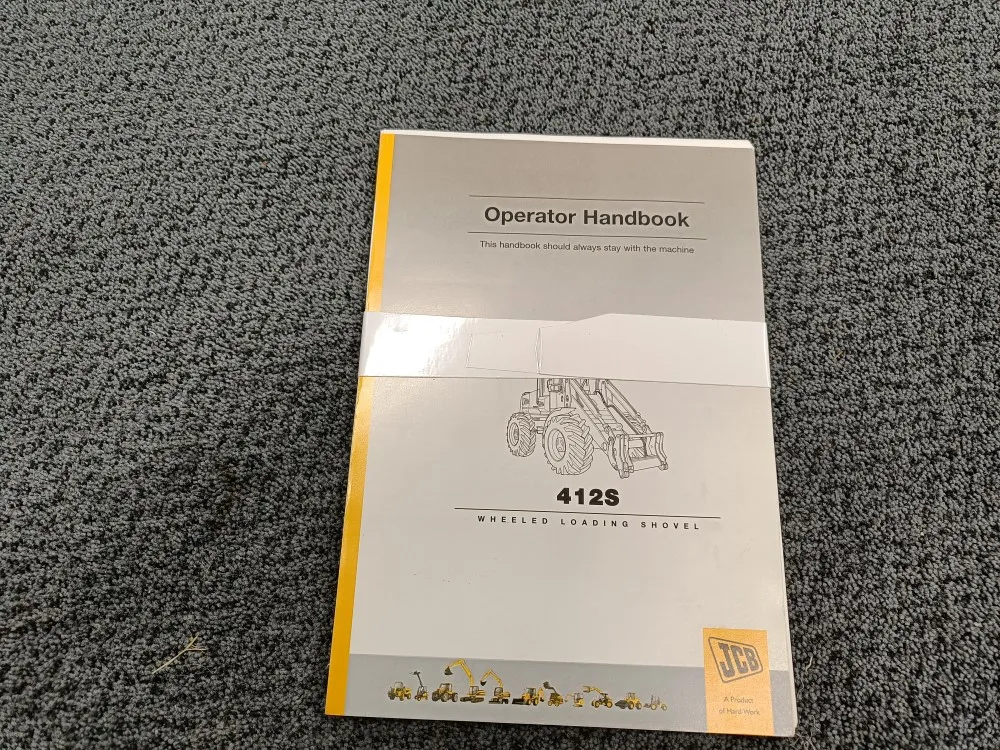 Operator Handbook
This handbook should always stay with the machine
412S
WHEELED LOADING SHOVEL
JCB
A Product
of Hard Work